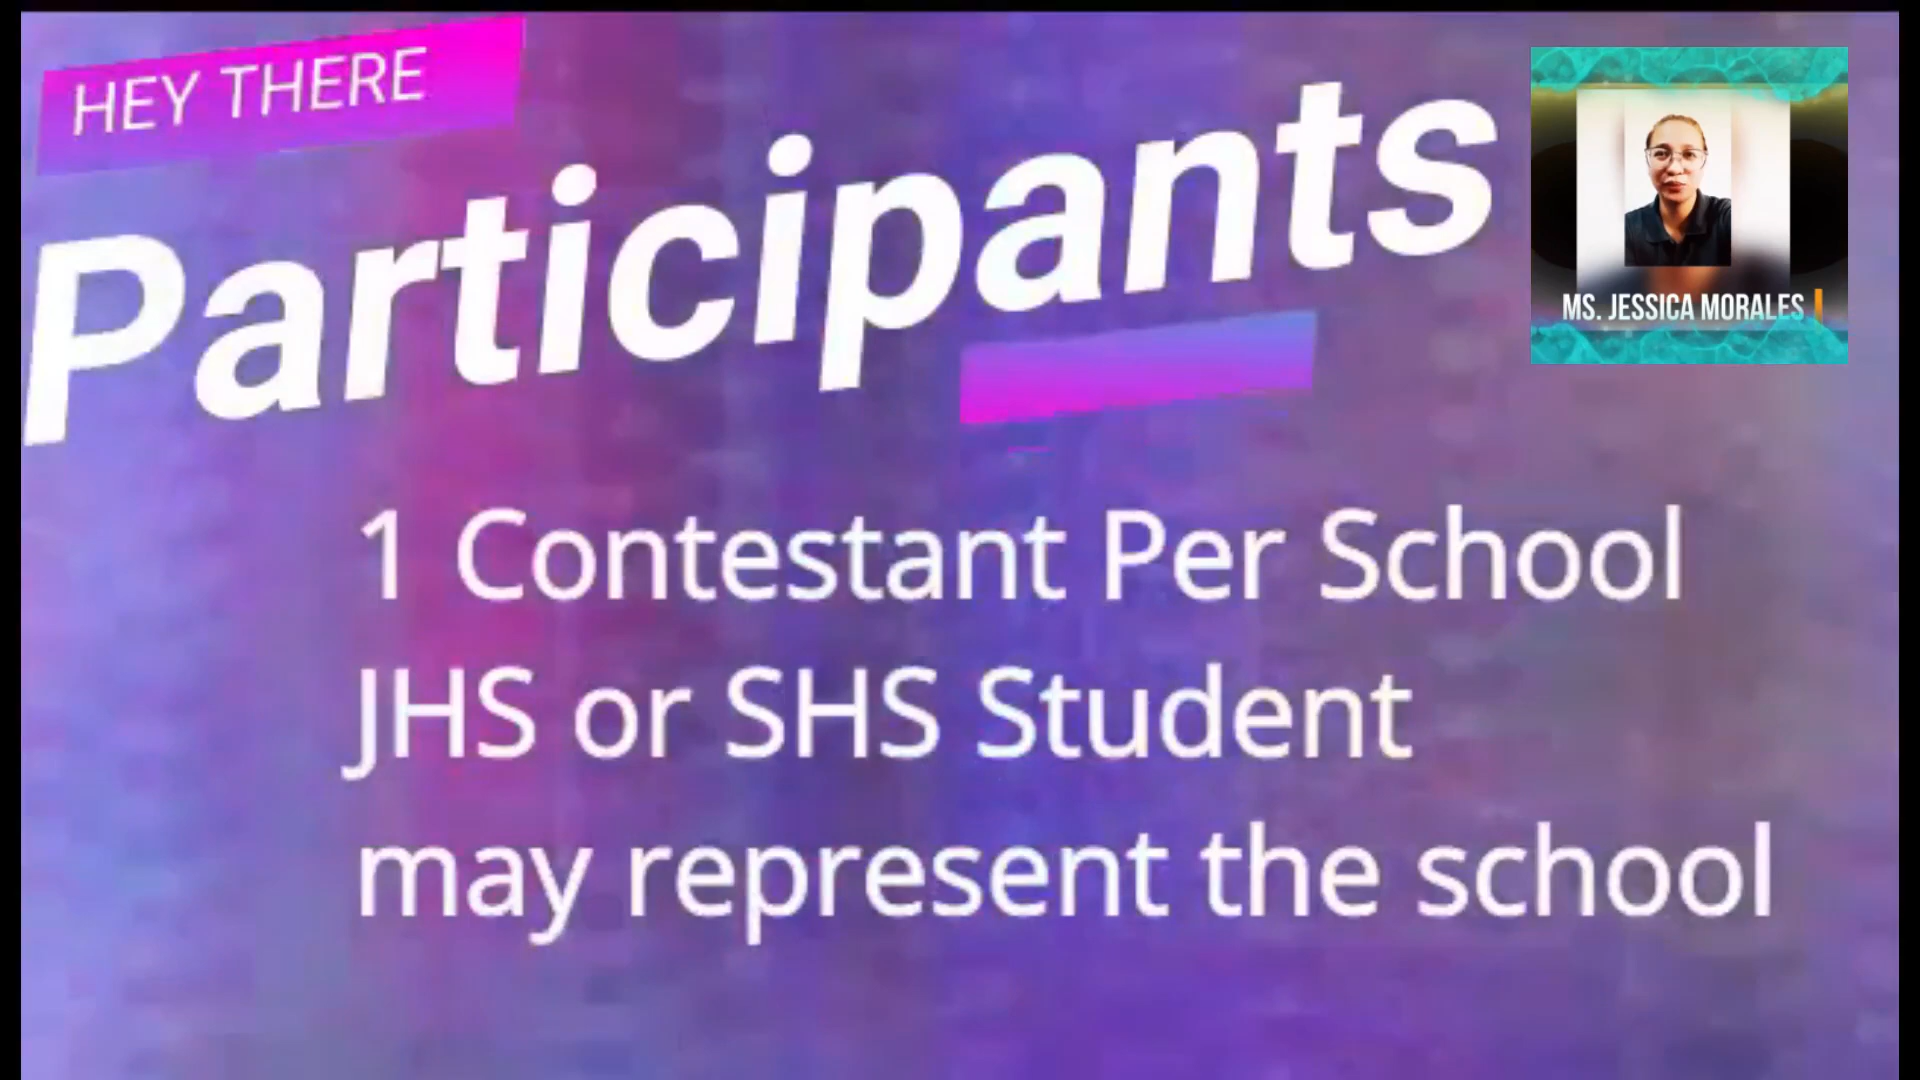 HEY THERE
Participants
MS. JESSICA MORALES
1 Contestant Per School
JHS or SHS Student
may represent the school